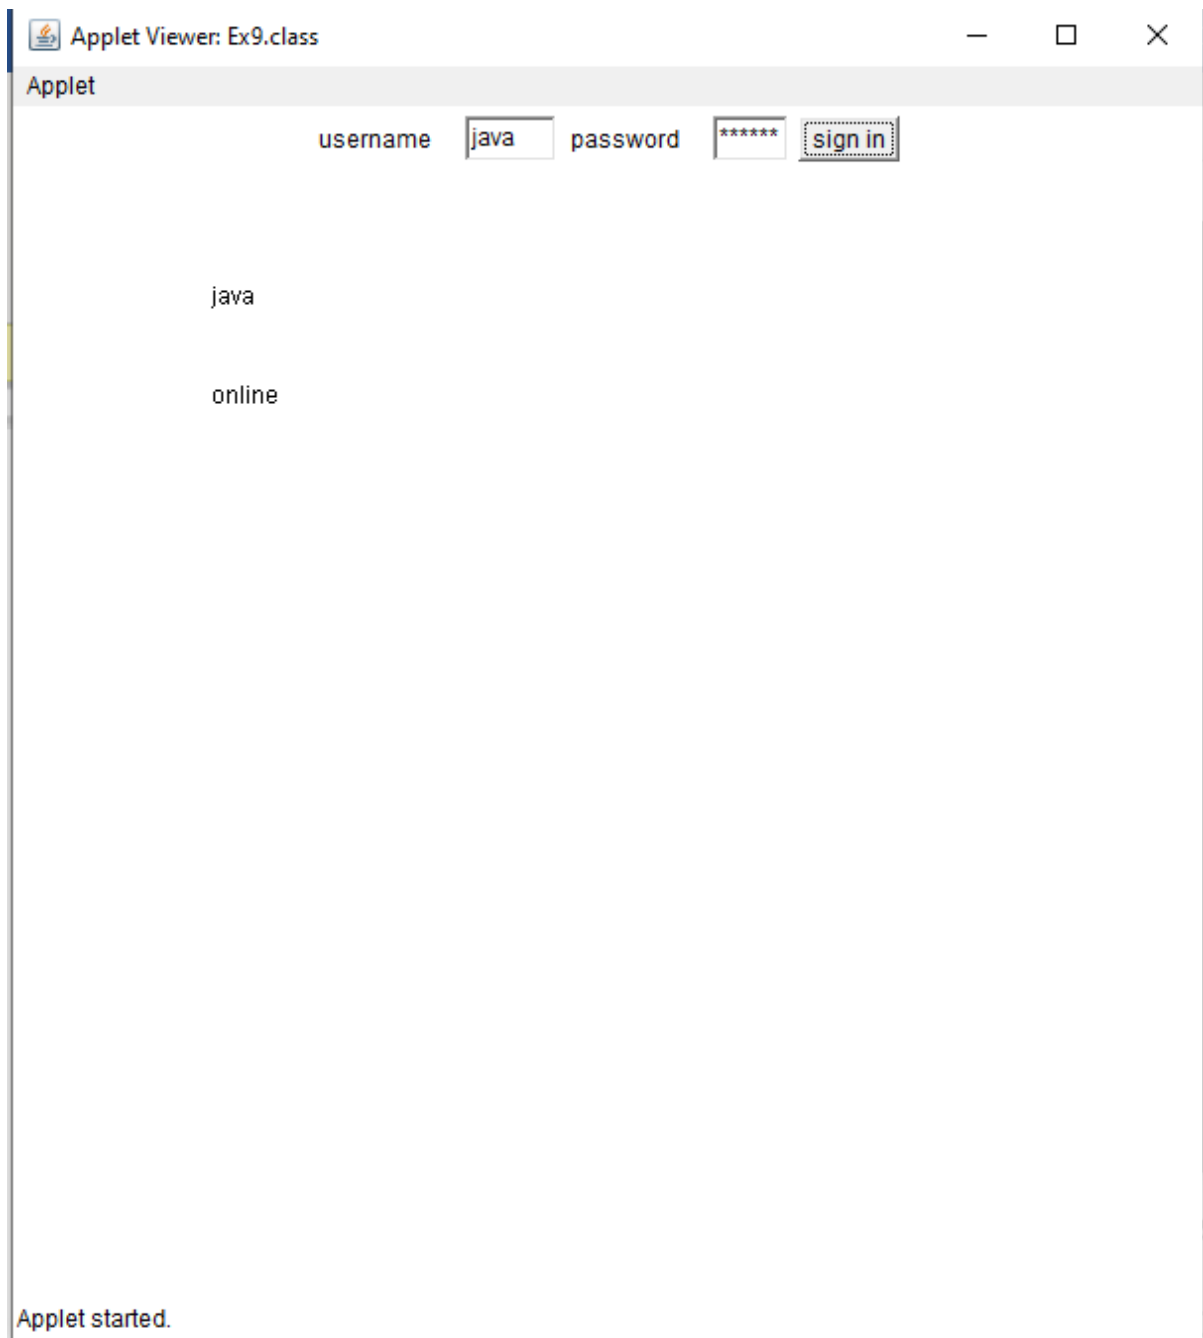 Applet Viewer: Ex9.class
Applet
username java password ****** sign in
java
online
Applet started.